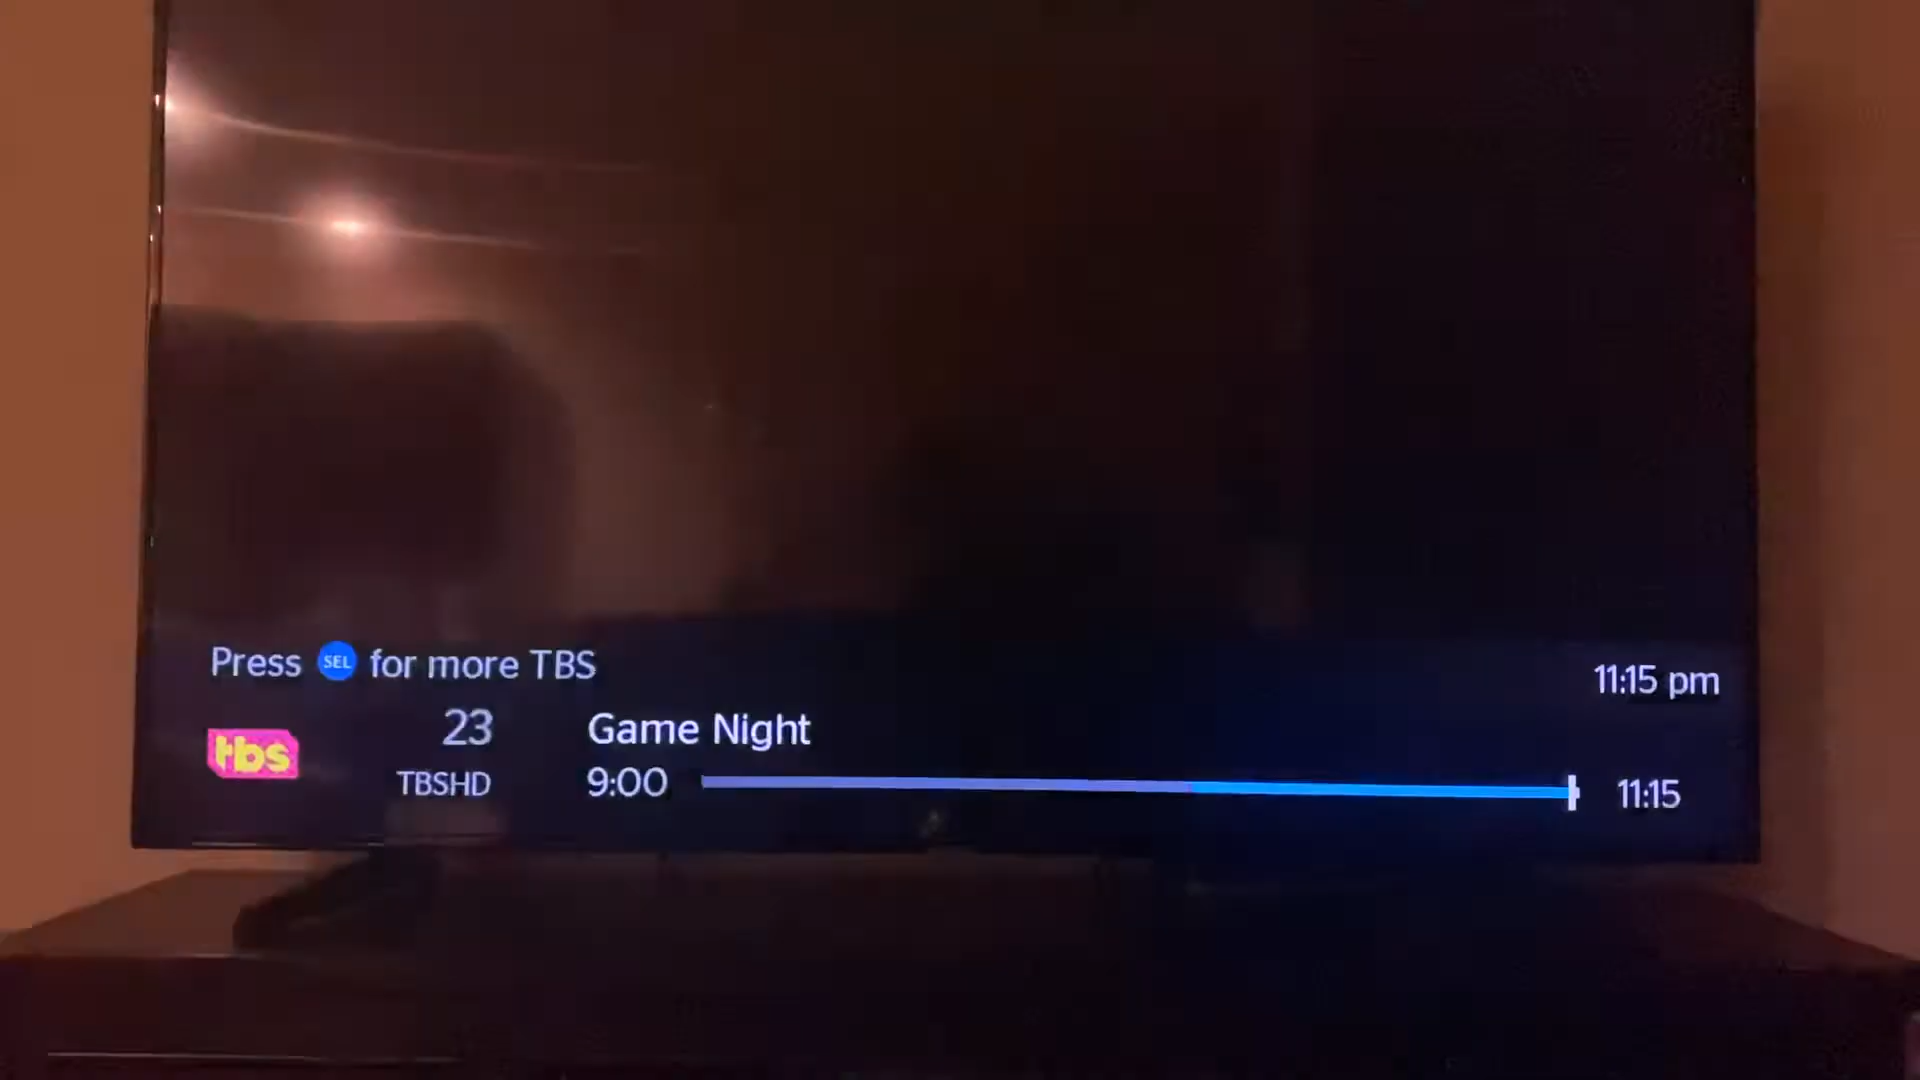 Press SEL for more TBS
11:15 pm
tbs
23
Game Night
TBSHD
9:00
11:15